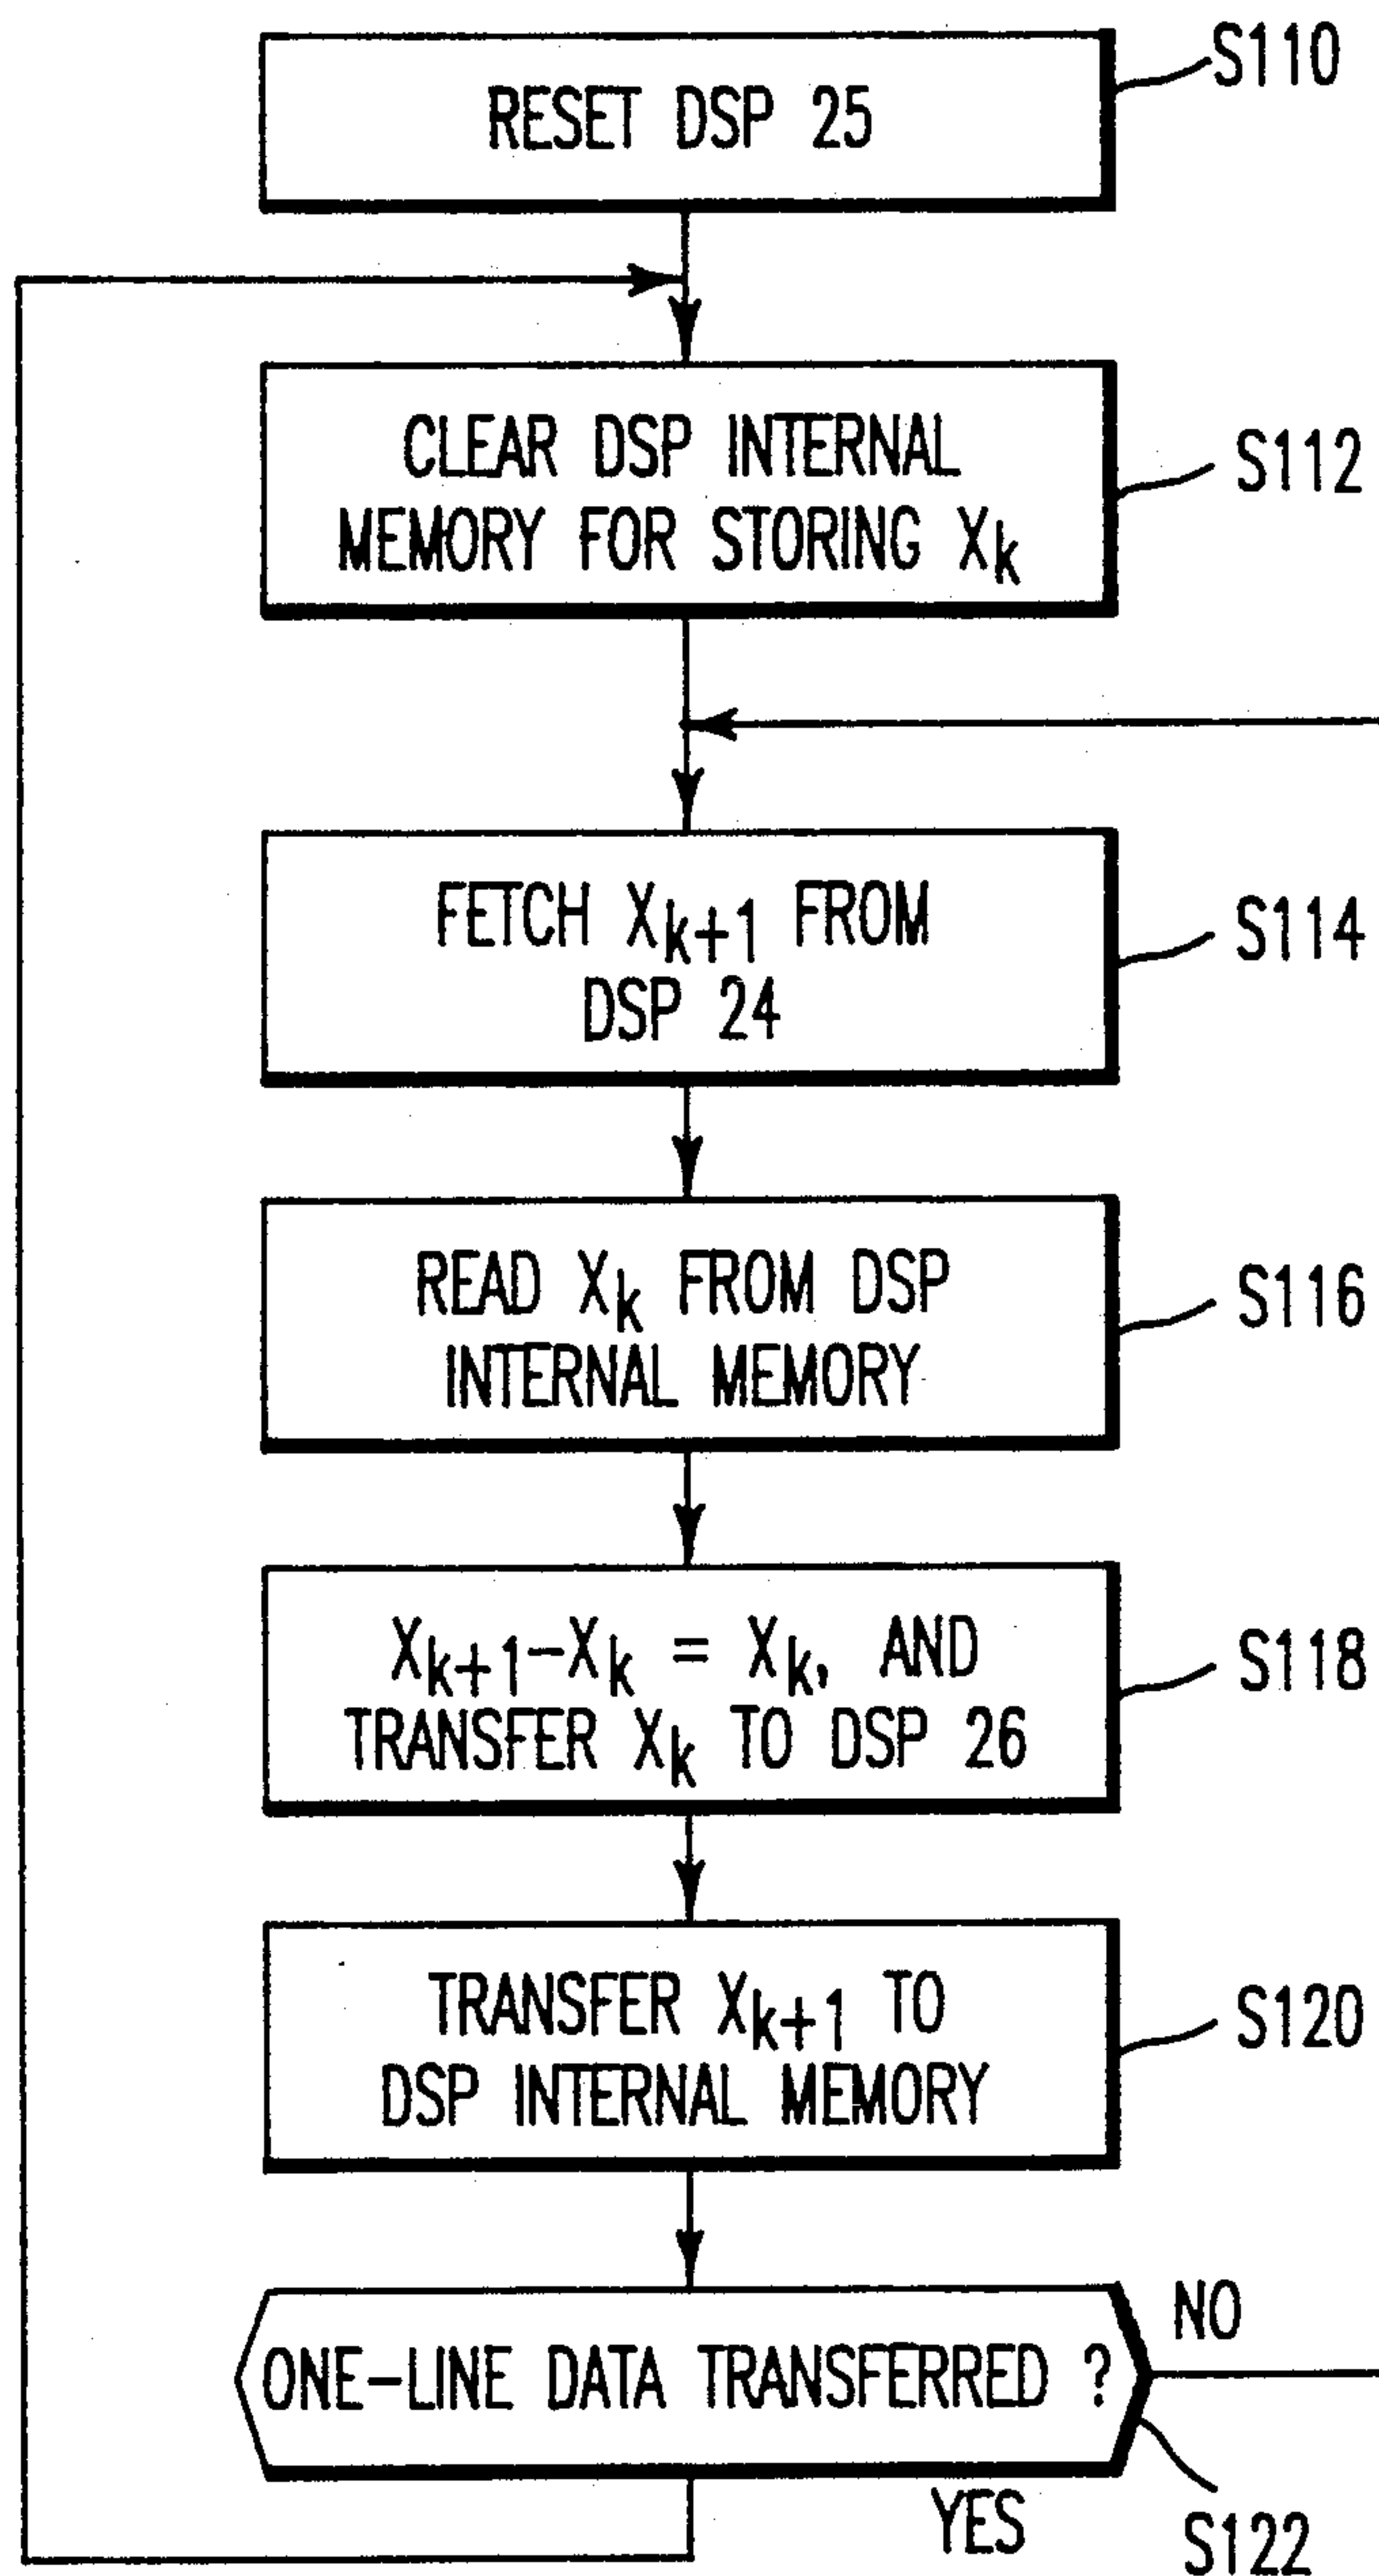 RESET DSP 25
S110
CLEAR DSP INTERNAL
MEMORY FOR STORING Xk
S112
FETCH Xk+1 FROM
DSP 24
S114
READ Xk FROM DSP
INTERNAL MEMORY
S116
Xk+1-Xk = Xk, AND
TRANSFER Xk TO DSP 26
S118
TRANSFER Xk+1 TO
DSP INTERNAL MEMORY
S120
ONE-LINE DATA TRANSFERRED ?
NO
YES
S122